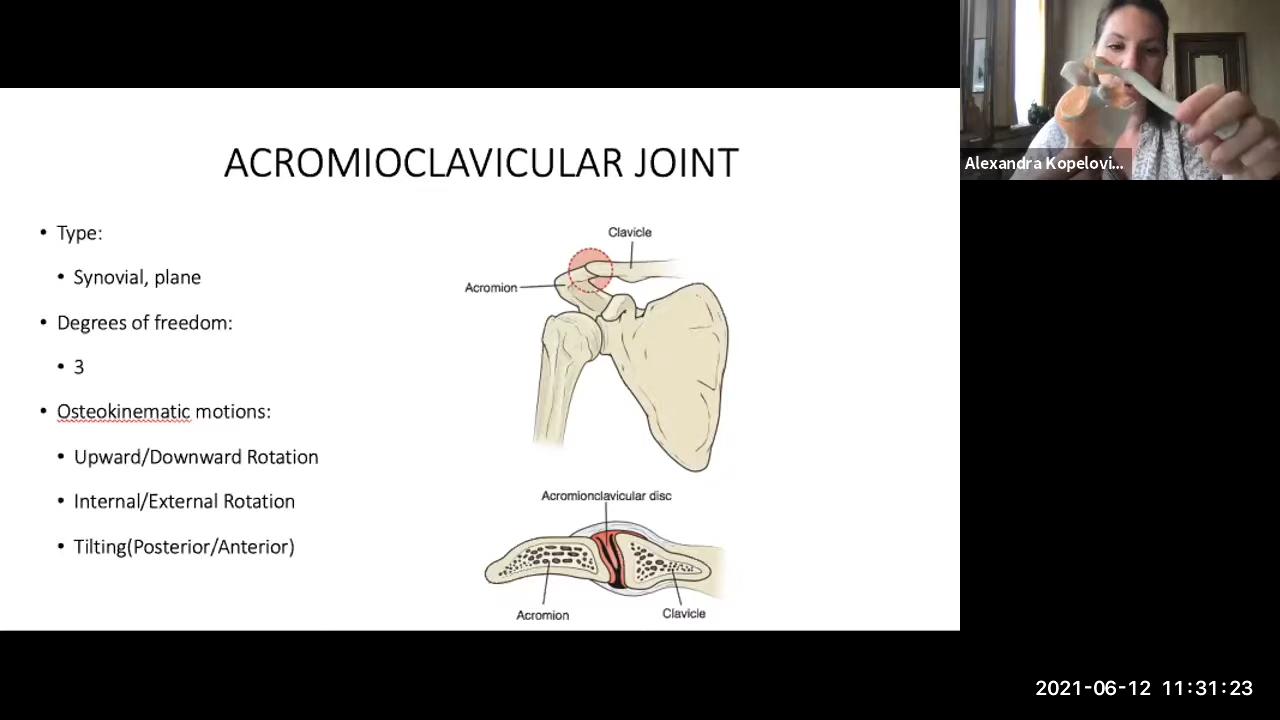 ACROMIOCLAVICULAR JOINT
• Type:
• Synovial, plane
• Degrees of freedom:
• 3
• Osteokinematic motions:
• Upward/Downward Rotation
• Internal/External Rotation
• Tilting(Posterior/Anterior)
Clavicle
Acromion
Acromionclavicular disc
Acromion
Clavicle
Alexandra Kopelovi...
2021-06-12 11:31:23